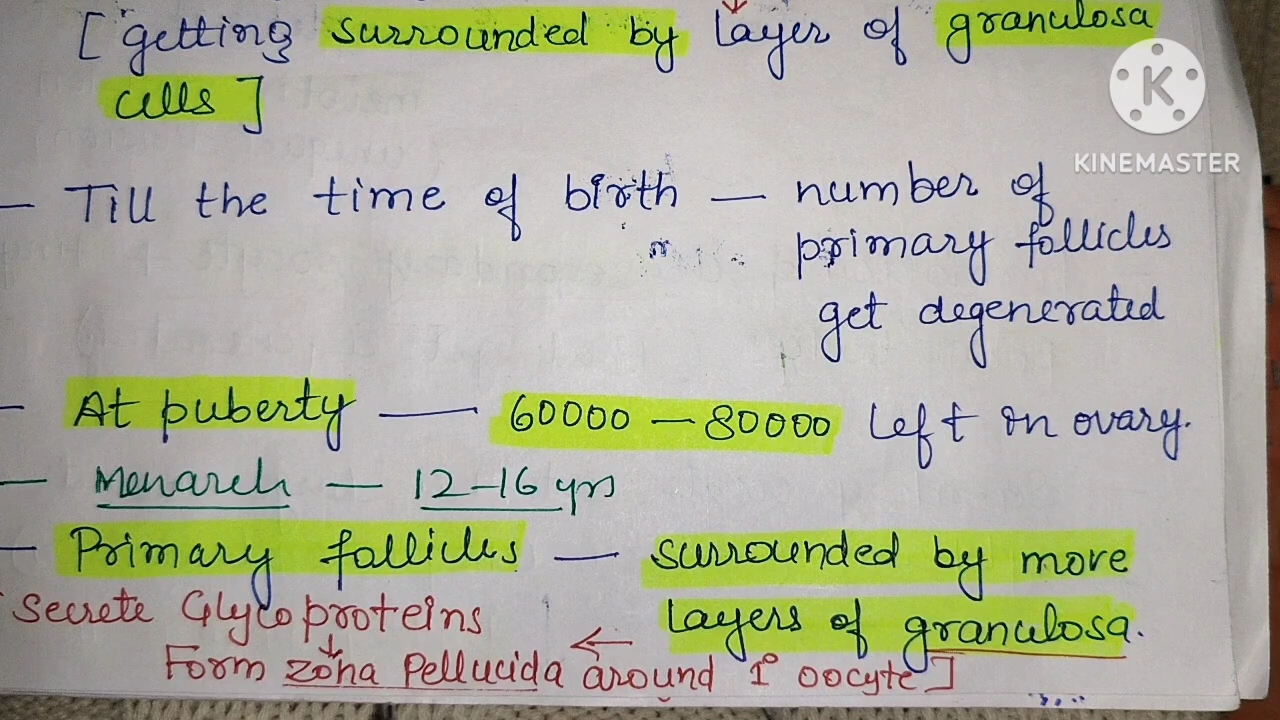 [ getting surrounded by layer of granulosa
cells ]
K
KINEMASTER
— Till the time of birth — number of
primary follicles
get degenerated
— At puberty — 60000 — 80000 left in ovary.
— Menarch — 12-16 yrs
— Primary follicles — surrounded by more
layers of granulosa.
Secrete Glycoproteins ←
Form zona Pellucida around 1° oocyte ]